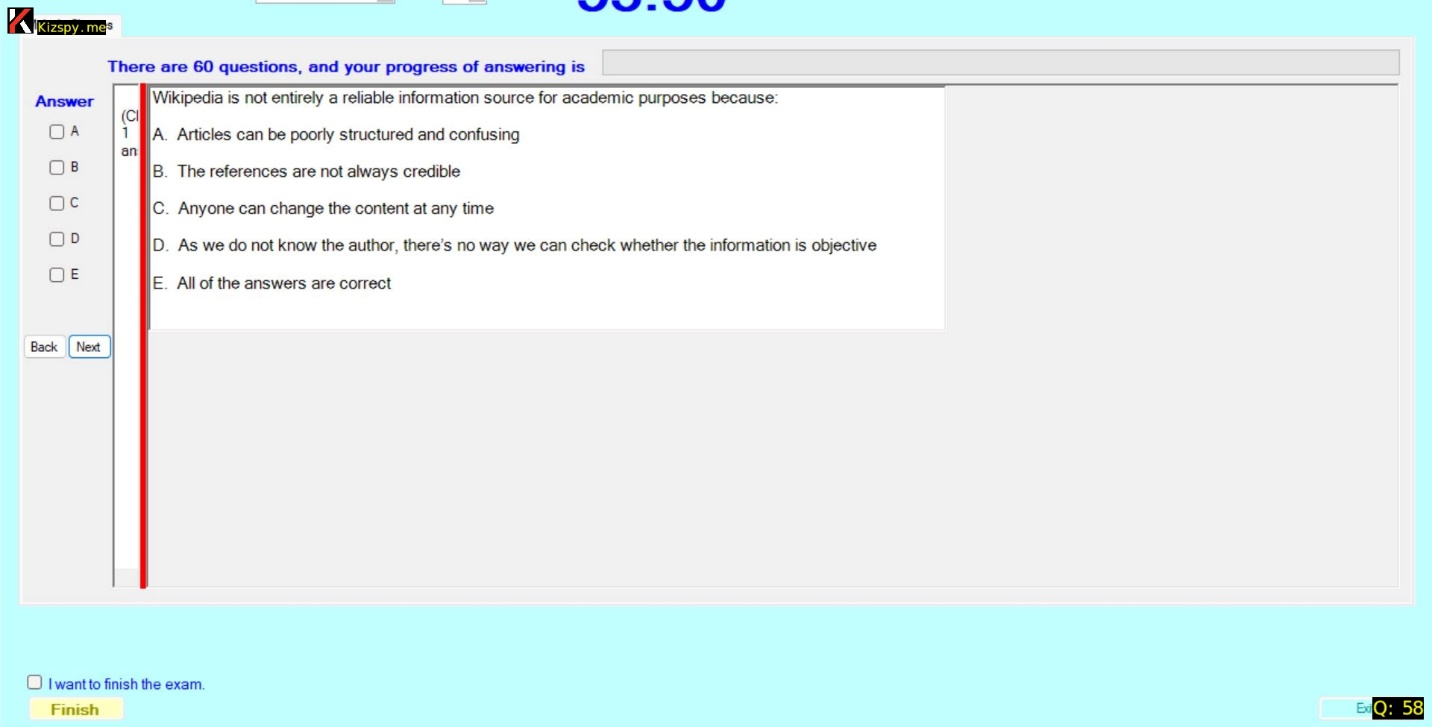 Kizspy.me
s
There are 60 questions, and your progress of answering is
Answer
A
B
C
D
E
Back
Next
(Cl
1
an
Wikipedia is not entirely a reliable information source for academic purposes because:
A. Articles can be poorly structured and confusing
B. The references are not always credible
C. Anyone can change the content at any time
D. As we do not know the author, there's no way we can check whether the information is objective
E. All of the answers are correct
I want to finish the exam.
Finish
Exi
Q: 58